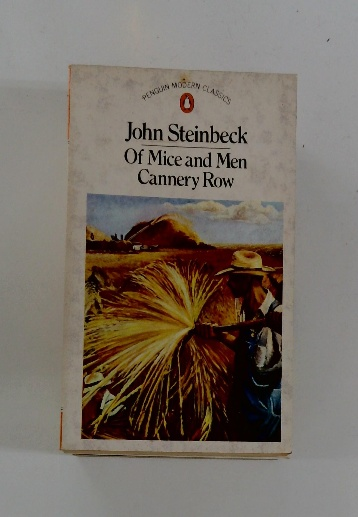 PENGUIN MODERN CLASSICS
John Steinbeck
Of Mice and Men
Cannery Row